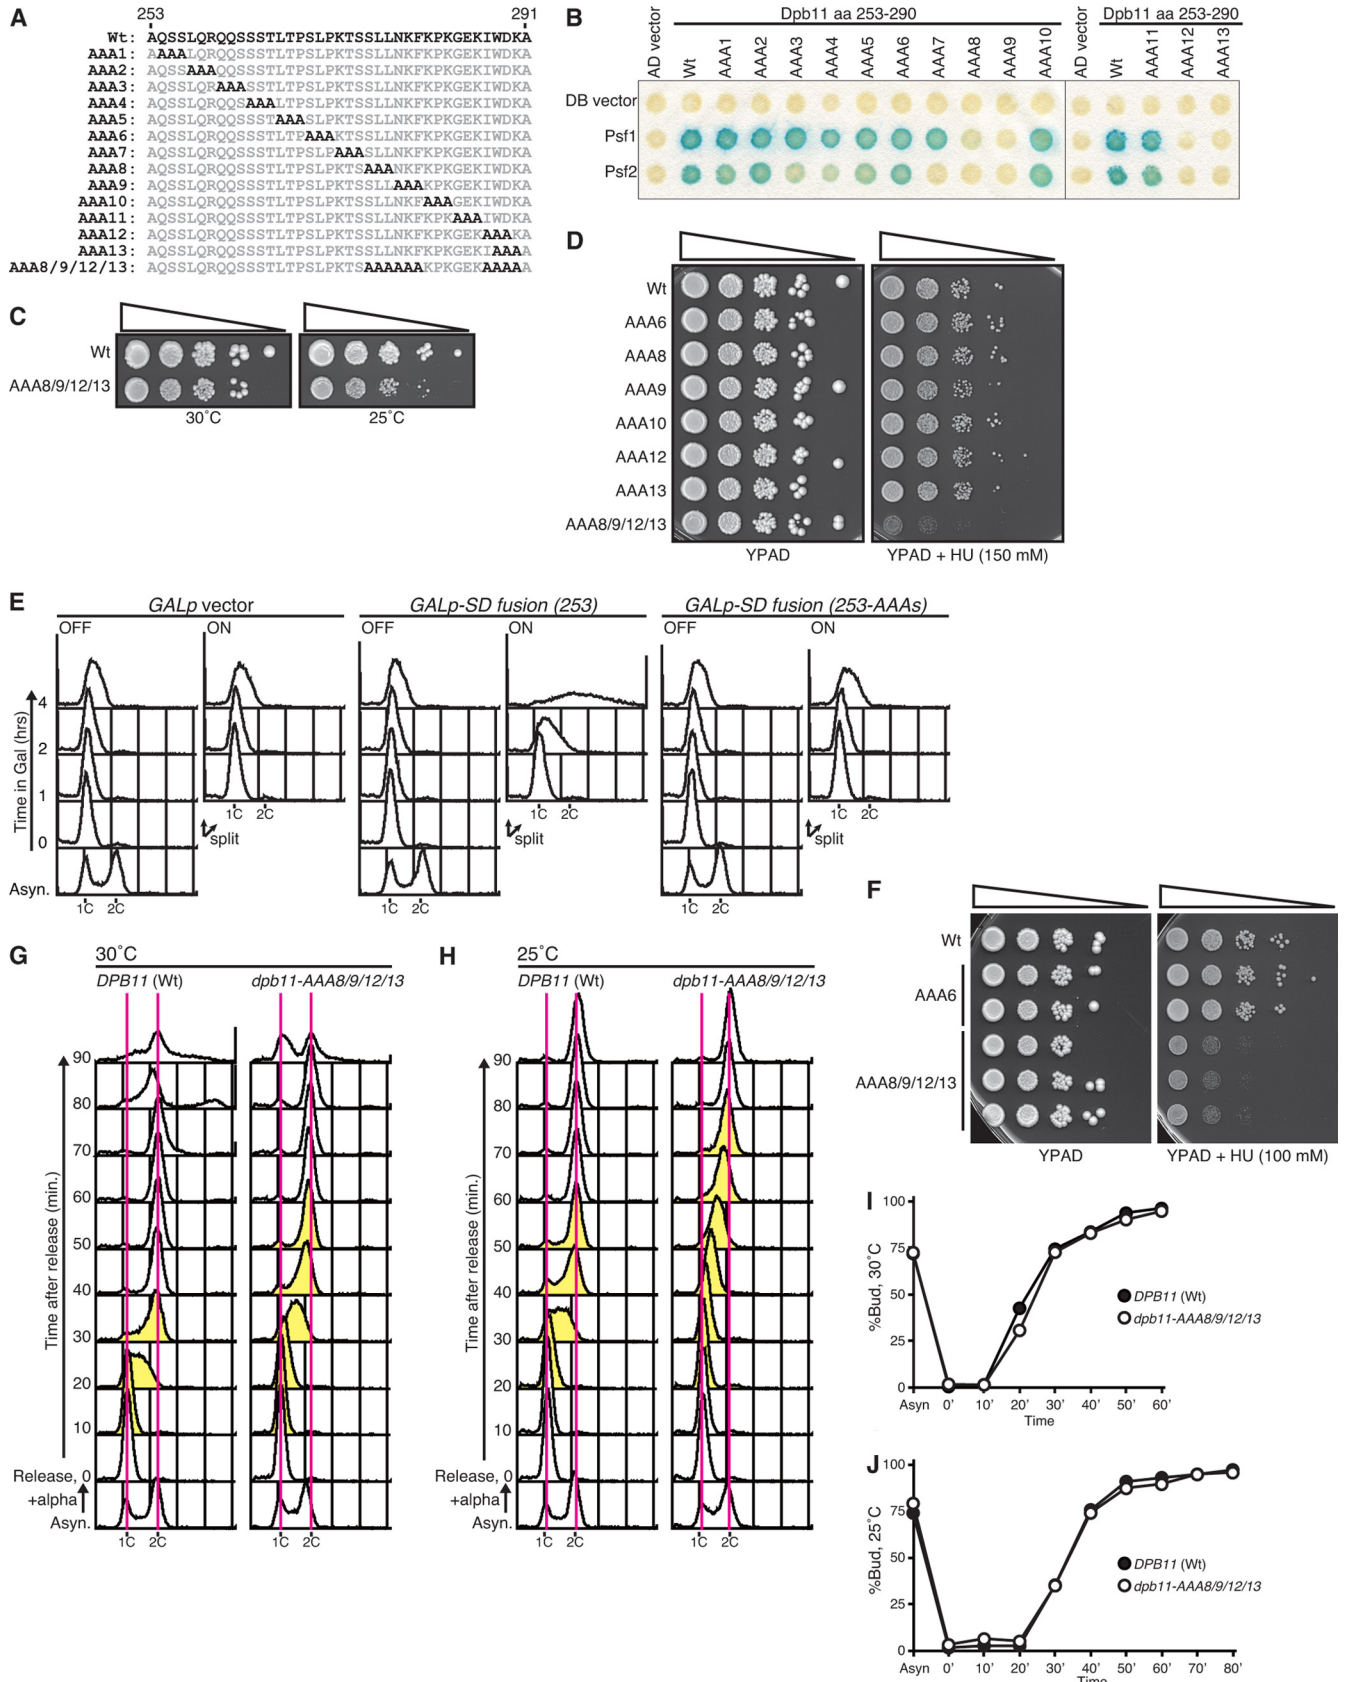 A
253 291
Wt: AQSSLQRQQSSSTLTPSLPKTSSLLNKFKPKGEKIWDKA
AAA1: AAAALQRQQSSSTLTPSLPKTSSLLNKFKPKGEKIWDKA
AAA2: AQSSAAAQQSSSTLTPSLPKTSSLLNKFKPKGEKIWDKA
AAA3: AQSSLQRAAASSTLTPSLPKTSSLLNKFKPKGEKIWDKA
AAA4: AQSSLQRQQSAAALTPSLPKTSSLLNKFKPKGEKIWDKA
AAA5: AQSSLQRQQSSSTAAASLPKTSSLLNKFKPKGEKIWDKA
AAA6: AQSSLQRQQSSSTLTPAAAKTSSLLNKFKPKGEKIWDKA
AAA7: AQSSLQRQQSSSTLTPSLPAAASLLNKFKPKGEKIWDKA
AAA8: AQSSLQRQQSSSTLTPSLPKTSAAANKFKPKGEKIWDKA
AAA9: AQSSLQRQQSSSTLTPSLPKTSSLLAAAKPKGEKIWDKA
AAA10: AQSSLQRQQSSSTLTPSLPKTSSLLNKFAAAGEKIWDKA
AAA11: AQSSLQRQQSSSTLTPSLPKTSSLLNKFKPKAAAIWDKA
AAA12: AQSSLQRQQSSSTLTPSLPKTSSLLNKFKPKGEKAAAKA
AAA13: AQSSLQRQQSSSTLTPSLPKTSSLLNKFKPKGEKIAAAA
AAA8/9/12/13: AQSSLQRQQSSSTLTPSLPKTSAAAAAAKPKGEKAAAAA
B
Dpb11 aa 253-290 Dpb11 aa 253-290
AD vector Wt AAA1 AAA2 AAA3 AAA4 AAA5 AAA6 AAA7 AAA8 AAA9 AAA10 AD vector Wt AAA11 AAA12 AAA13
DB vector
Psf1
Psf2
C
Wt
AAA8/9/12/13
30˚C 25˚C
D
Wt
AAA6
AAA8
AAA9
AAA10
AAA12
AAA13
AAA8/9/12/13
YPAD YPAD + HU (150 mM)
E
GALp vector GALp-SD fusion (253) GALp-SD fusion (253-AAAs)
OFF ON OFF ON OFF ON
Time in Gal (hrs)
4
2
1
0
Asyn.
1C 2C 1C 2C 1C 2C
split split split
1C 2C 1C 2C 1C 2C
F
Wt
AAA6
AAA8/9/12/13
YPAD YPAD + HU (100 mM)
G
30˚C
DPB11 (Wt) dpb11-AAA8/9/12/13
Time after release (min.)
90
80
70
60
50
40
30
20
10
Release, 0
+alpha
Asyn.
1C 2C 1C 2C
H
25˚C
DPB11 (Wt) dpb11-AAA8/9/12/13
Time after release (min.)
90
80
70
60
50
40
30
20
10
Release, 0
+alpha
Asyn.
1C 2C 1C 2C
I
%Bud, 30˚C
100
75
50
25
0
DPB11 (Wt)
dpb11-AAA8/9/12/13
Asyn 0' 10' 20' 30' 40' 50' 60'
Time
J
%Bud, 25˚C
100
75
50
25
0
DPB11 (Wt)
dpb11-AAA8/9/12/13
Asyn 0' 10' 20' 30' 40' 50' 60' 70' 80'
Time